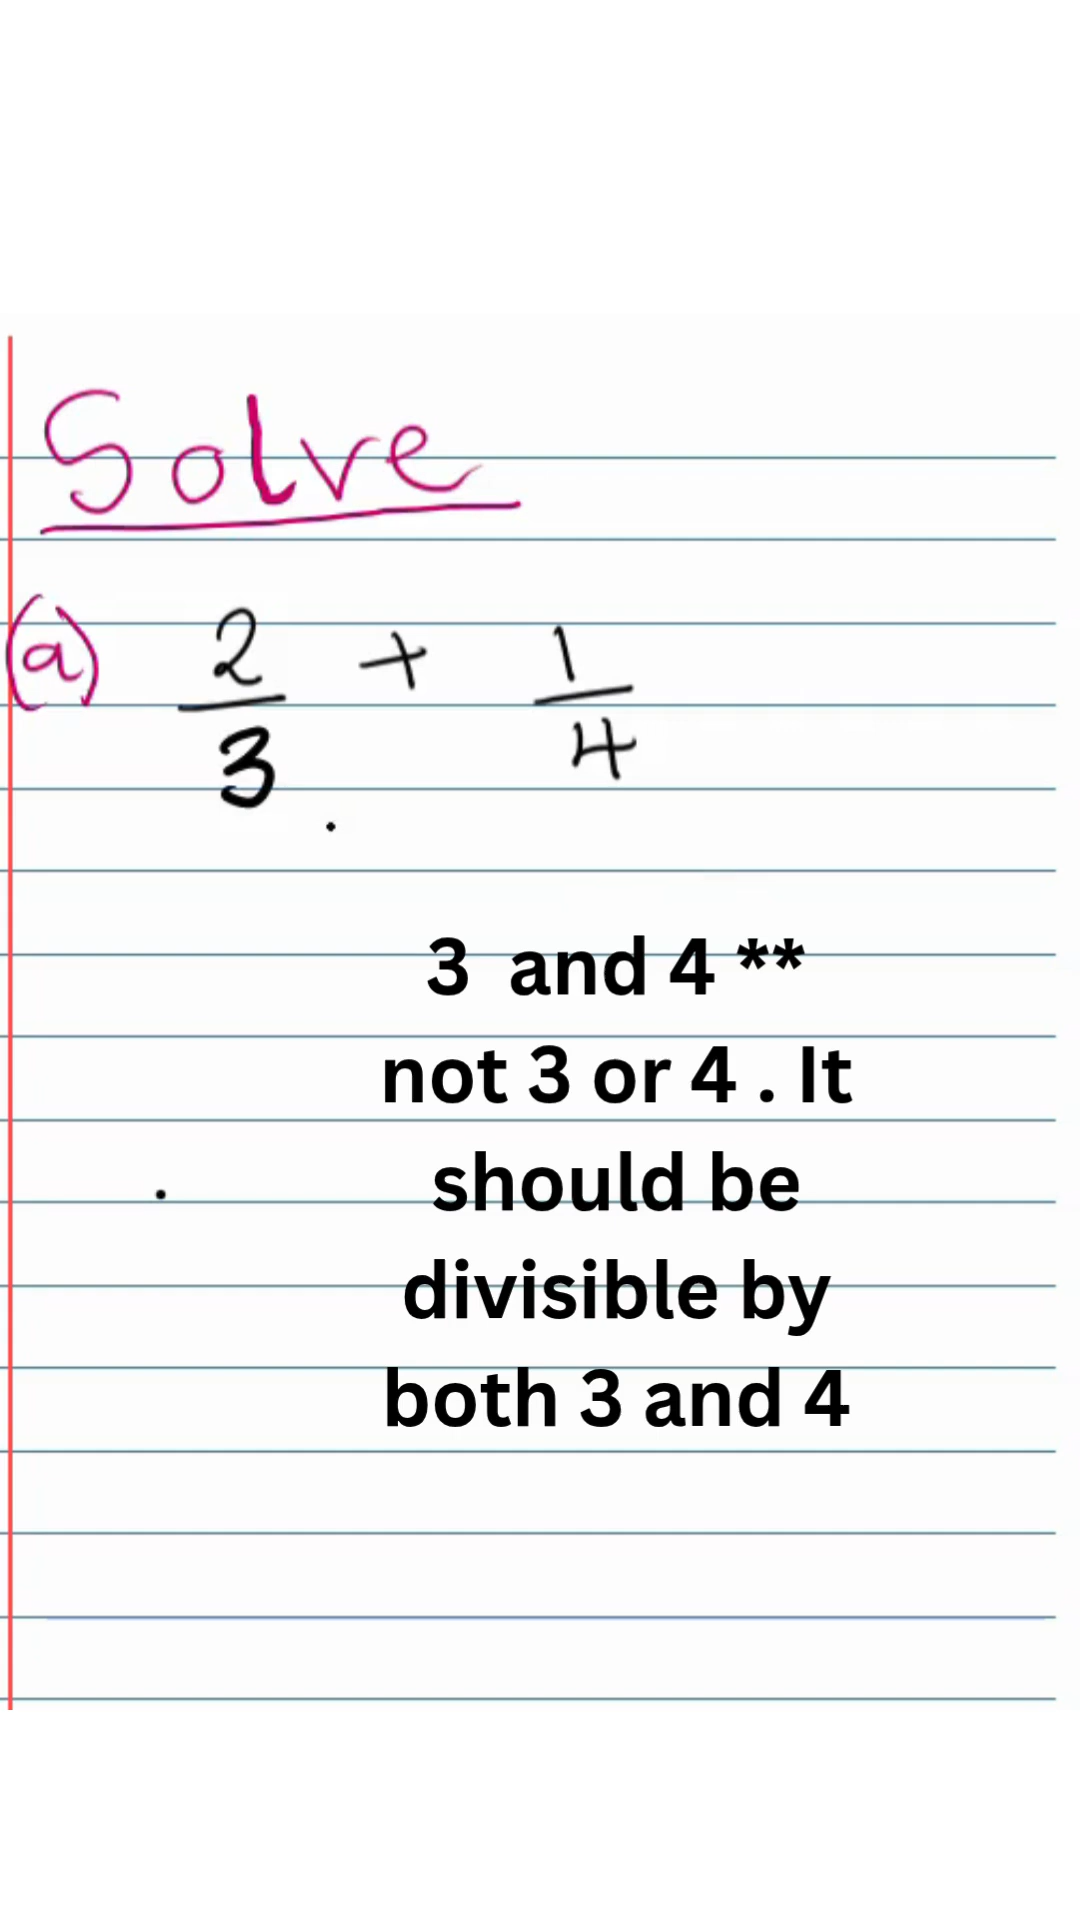 Solve
(a) 2/3 + 1/4
3 and 4 **
not 3 or 4 . It
should be
divisible by
both 3 and 4